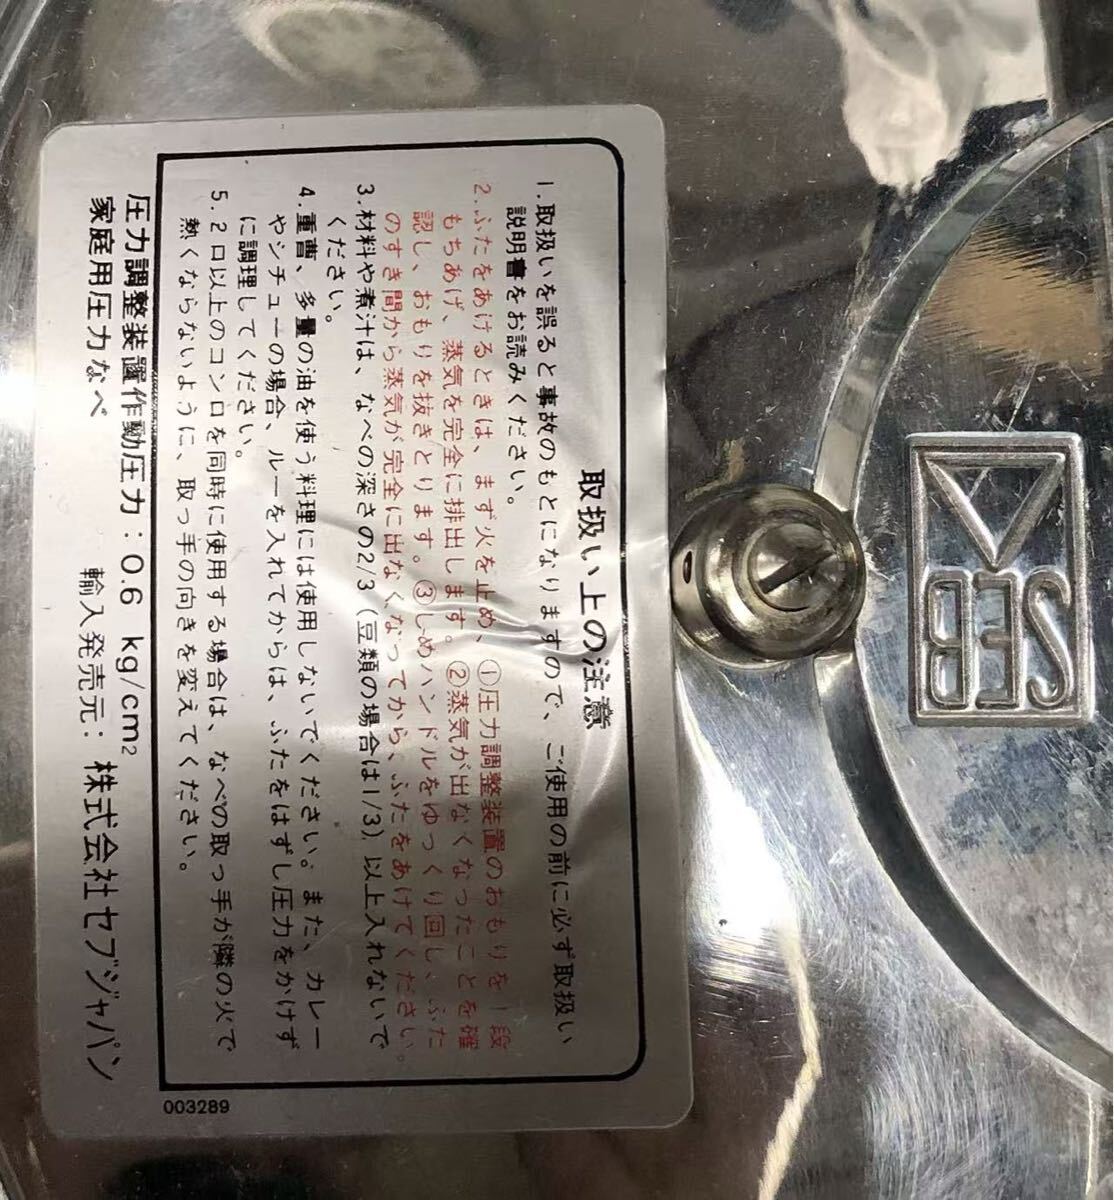 取扱い上の注意
1.取扱いを誤ると事故のもとになりますので、ご使用の前に必ず取扱い
説明書をお読みください。
2.ふたをあけるときは、まず火を止め、①圧力調整装置のおもりを1段
もちあげ、蒸気を完全に排出します。②蒸気が出なくなったことを確
認し、おもりを抜きとります。③しめハンドルをゆっくり回し、ふた
のすき間から蒸気が完全に出なくなってから、ふたをあけてください。
3.材料や煮汁は、なべの深さの2/3(豆類の場合は1/3)以上入れないで
ください。
4.重曹、多量の油を使う料理には使用しないでください。また、カレー
やシチューの場合、ルーを入れてからは、ふたをはずし圧力をかけず
に調理してください。
5.2口以上のコンロを同時に使用する場合は、なべの取っ手が隣の火で
熱くならないように、取っ手の向きを変えてください。
003289
圧力調整装置作動圧力:0.6 kg/cm2
家庭用圧力なべ 輸入発売元:株式会社セブジャパン
SEB